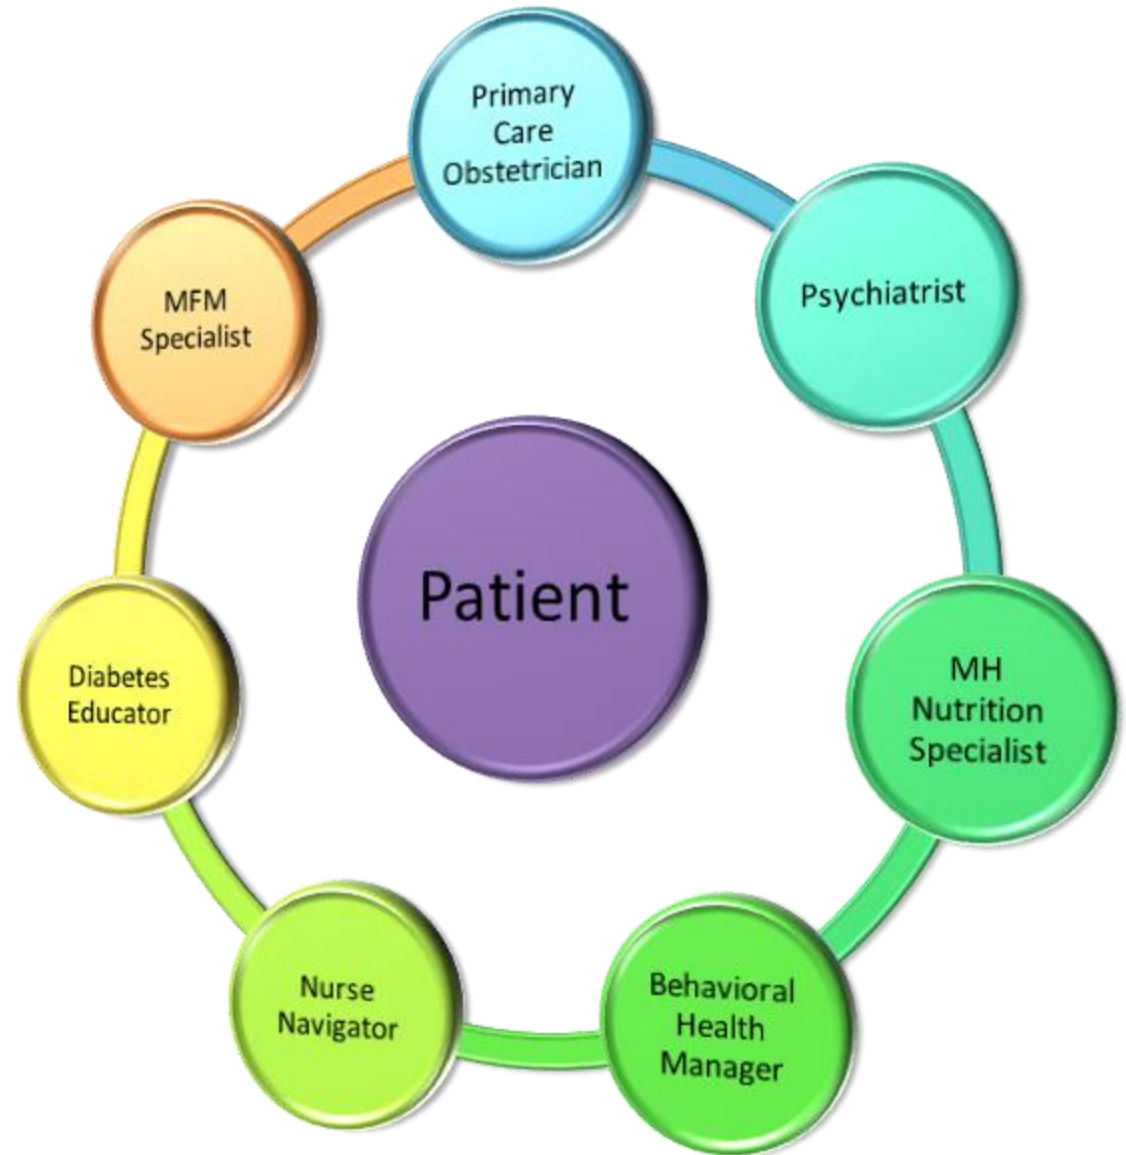 Primary
Care
Obstetrician
Psychiatrist
MH
Nutrition
Specialist
Behavioral
Health
Manager
Nurse
Navigator
Diabetes
Educator
MFM
Specialist
Patient